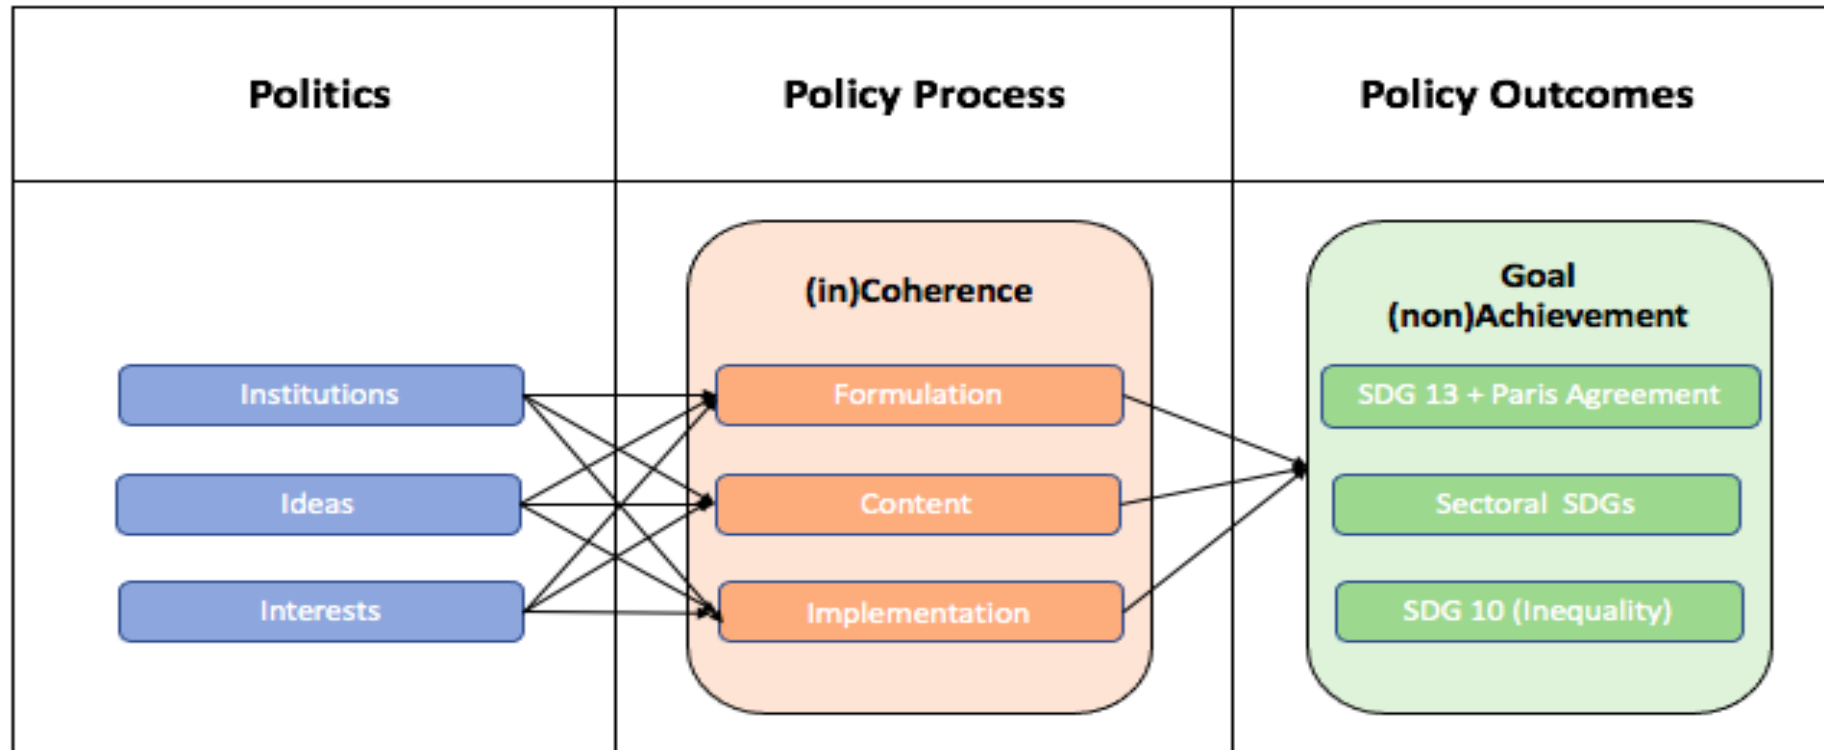 Politics
Policy Process
Policy Outcomes
(in)Coherence
Goal
(non)Achievement
Institutions
Formulation
SDG 13 + Paris Agreement
Ideas
Content
Sectoral SDGs
Interests
Implementation
SDG 10 (Inequality)